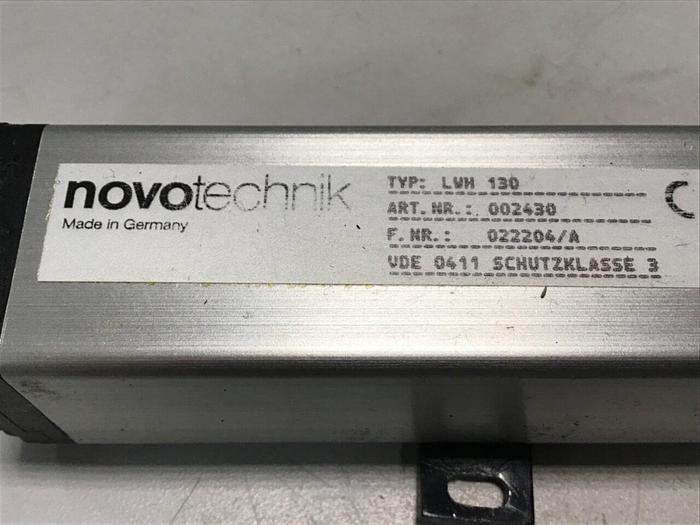 novotechnik
Made in Germany
TYP: LWH 130
ART.NR.: 002430
F.NR.: 022204/A
VDE 0411 SCHUTZKLASSE 3